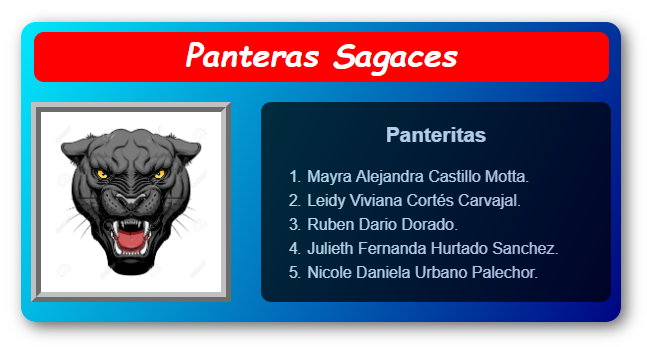 Panteras Sagaces
Panteritas
1. Mayra Alejandra Castillo Motta.
2. Leidy Viviana Cortés Carvajal.
3. Ruben Dario Dorado.
4. Julieth Fernanda Hurtado Sanchez.
5. Nicole Daniela Urbano Palechor.